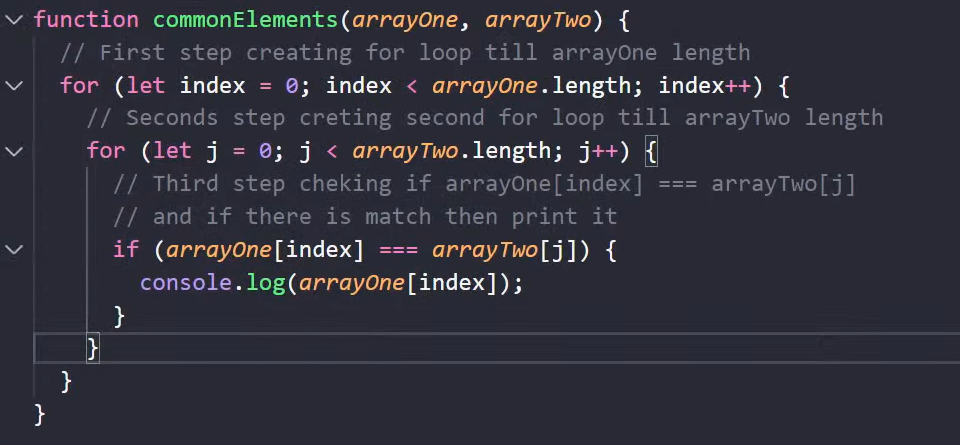 function commonElements(arrayOne, arrayTwo) {
// First step creating for loop till arrayOne length
for (let index = 0; index < arrayOne.length; index++) {
// Seconds step creting second for loop till arrayTwo length
for (let j = 0; j < arrayTwo.length; j++) {
// Third step cheking if arrayOne[index] === arrayTwo[j]
// and if there is match then print it
if (arrayOne[index] === arrayTwo[j]) {
console.log(arrayOne[index]);
}
}
}
}